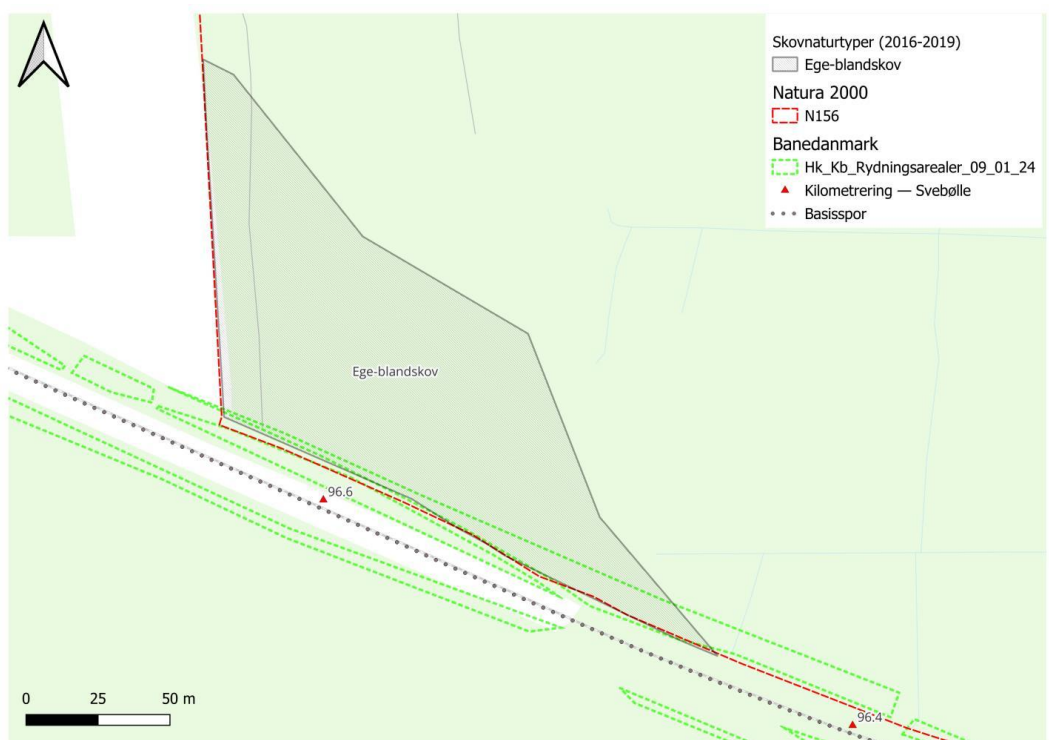 Skovnaturtyper (2016-2019)
Ege-blandskov
Natura 2000
N156
Banedanmark
Hk_Kb_Rydningsarealer_09_01_24
Kilometrering — Svebølle
Basisspor
Ege-blandskov
96.6
96.4
0 25 50 m